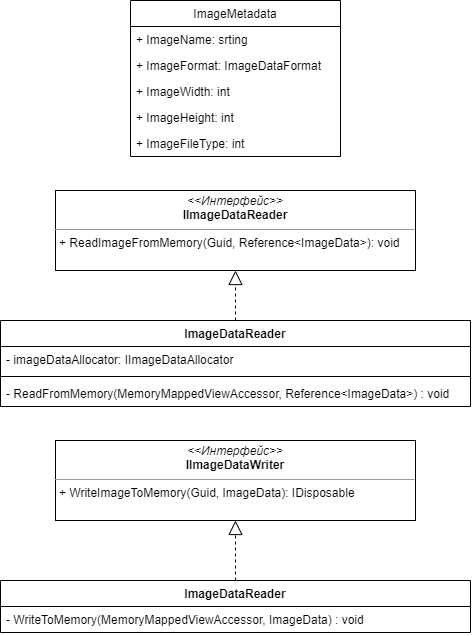 ImageMetadata
+ ImageName: srting
+ ImageFormat: ImageDataFormat
+ ImageWidth: int
+ ImageHeight: int
+ ImageFileType: int
<<Интерфейс>>
IImageDataReader
+ ReadImageFromMemory(Guid, Reference<ImageData>): void
ImageDataReader
- imageDataAllocator: IImageDataAllocator
- ReadFromMemory(MemoryMappedViewAccessor, Reference<ImageData>) : void
<<Интерфейс>>
IImageDataWriter
+ WriteImageToMemory(Guid, ImageData): IDisposable
ImageDataReader
- WriteToMemory(MemoryMappedViewAccessor, ImageData) : void